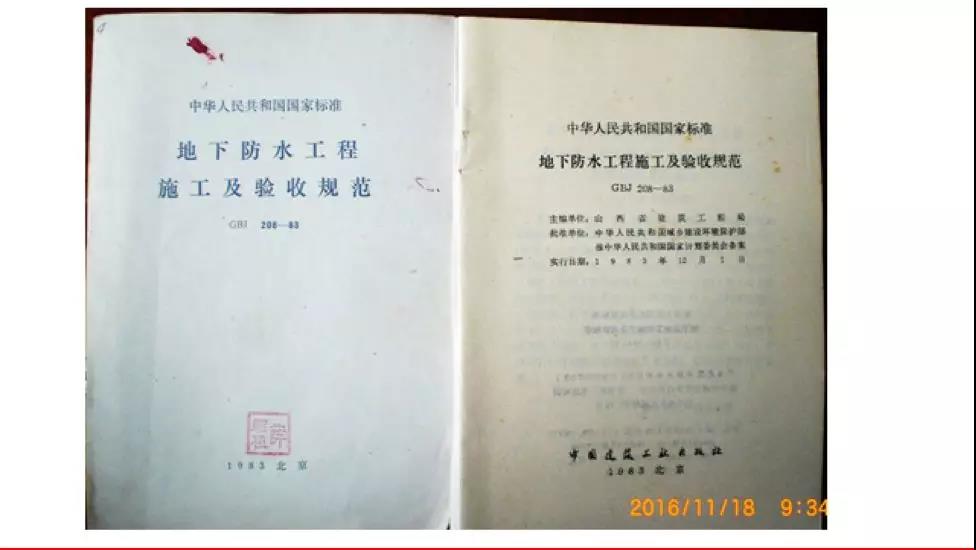 中华人民共和国国家标准
地下防水工程
施工及验收规范
GBJ 208—83
1983 北京
中华人民共和国国家标准
地下防水工程施工及验收规范
GBJ 208—83
主编单位：山西省建筑工程局
批准单位：中华人民共和国城乡建设环境保护部
报中华人民共和国国家计划委员会备案
实行日期：1983年12月1日
中国建筑工业出版社
1983 北京
2016/11/18 9:34